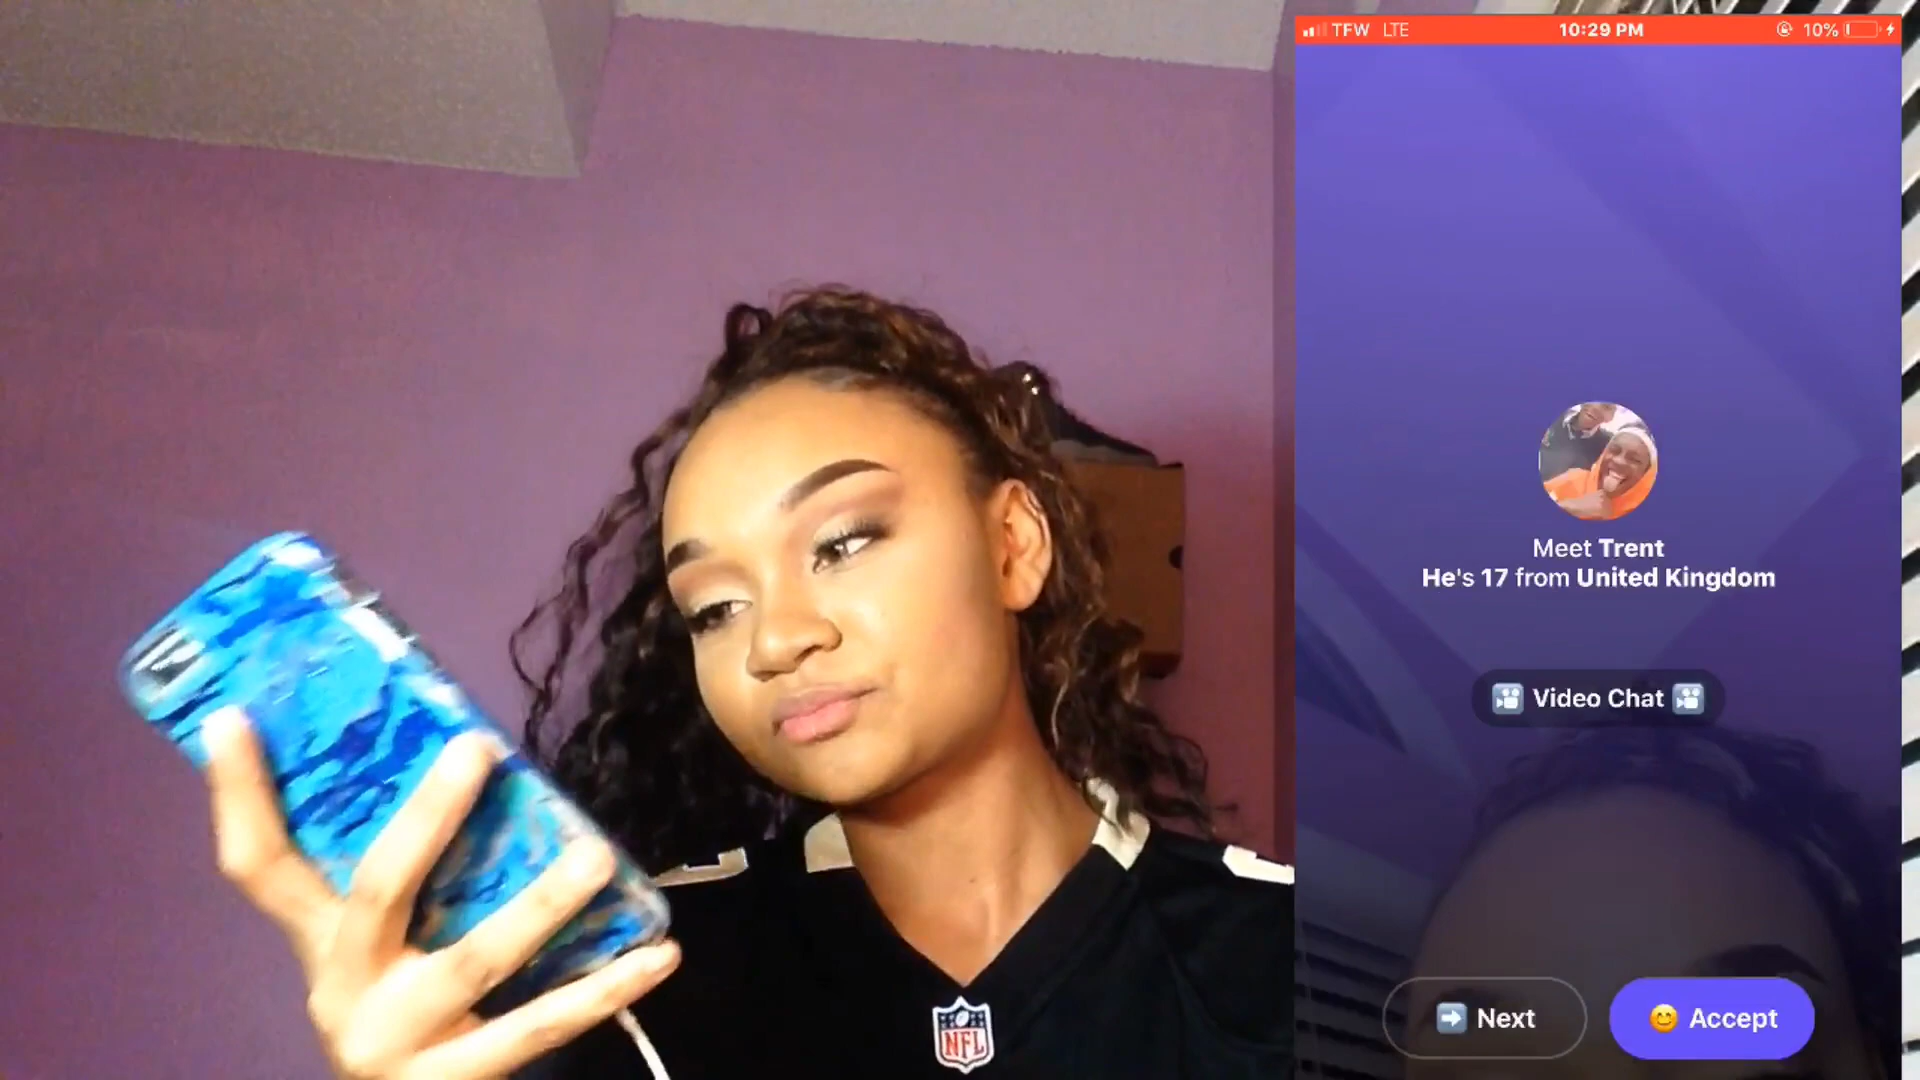 TFW LTE 10:29 PM 10%
Meet Trent
He's 17 from United Kingdom
Video Chat
Next Accept
NFL